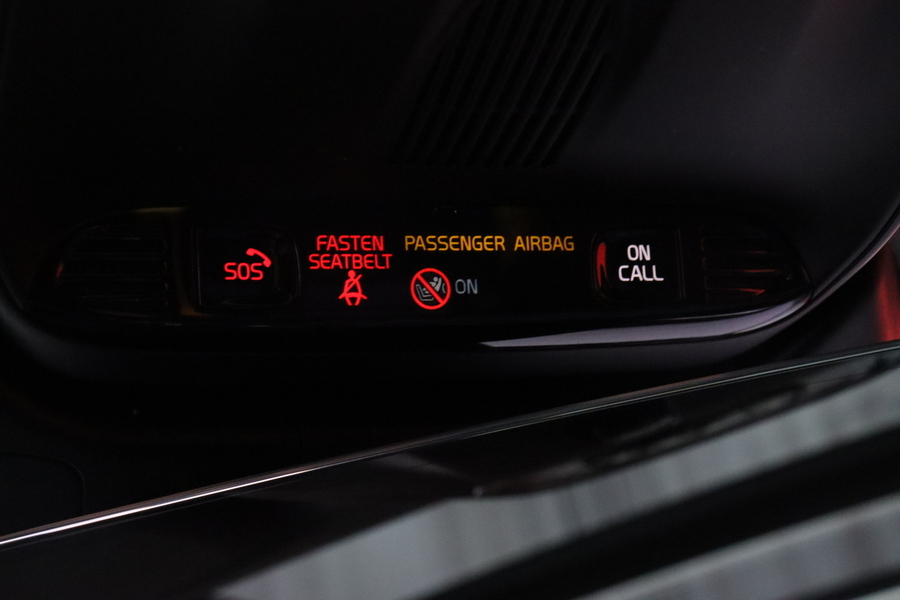 SOS
FASTEN
SEATBELT
PASSENGER AIRBAG
ON
ON
CALL